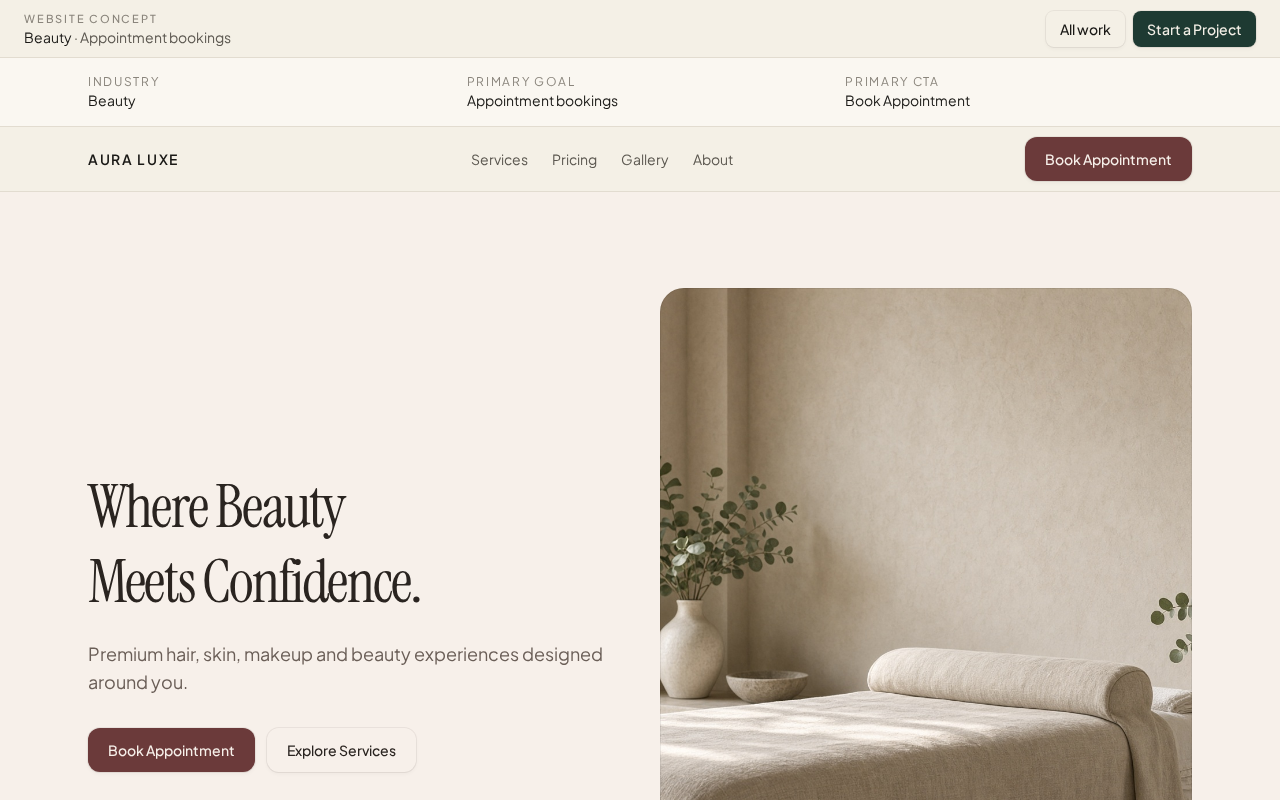 WEBSITE CONCEPT
Beauty · Appointment bookings
All work
Start a Project
INDUSTRY
Beauty
PRIMARY GOAL
Appointment bookings
PRIMARY CTA
Book Appointment
AURA LUXE
Services
Pricing
Gallery
About
Book Appointment
Where Beauty
Meets Confidence.
Premium hair, skin, makeup and beauty experiences designed
around you.
Book Appointment
Explore Services